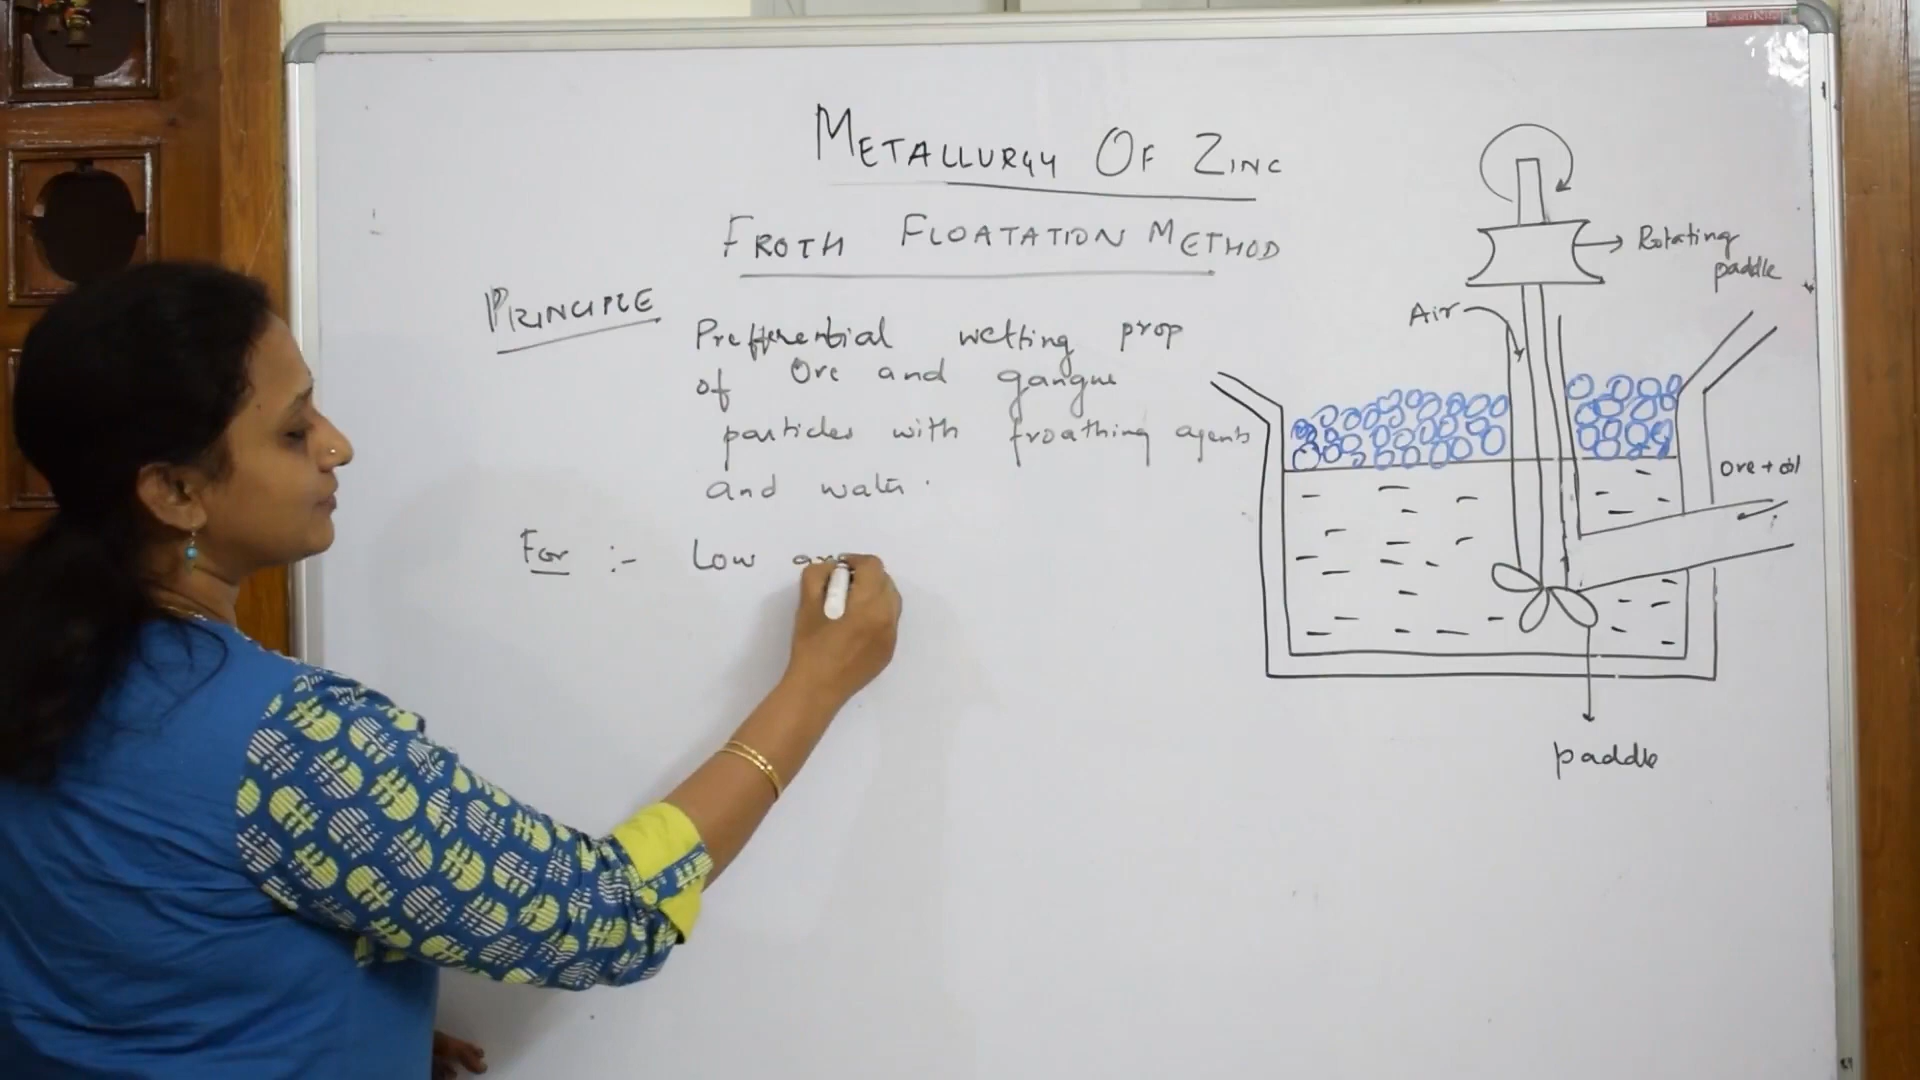 METALLURGY OF ZINC
FROTH FLOATATION METHOD
PRINCIPLE
Prefferential wetting prop
of Ore and gangue
particles with froathing agents
and water.
For :- Low gra
Rotating
paddle
Air
Ore + oil
paddle